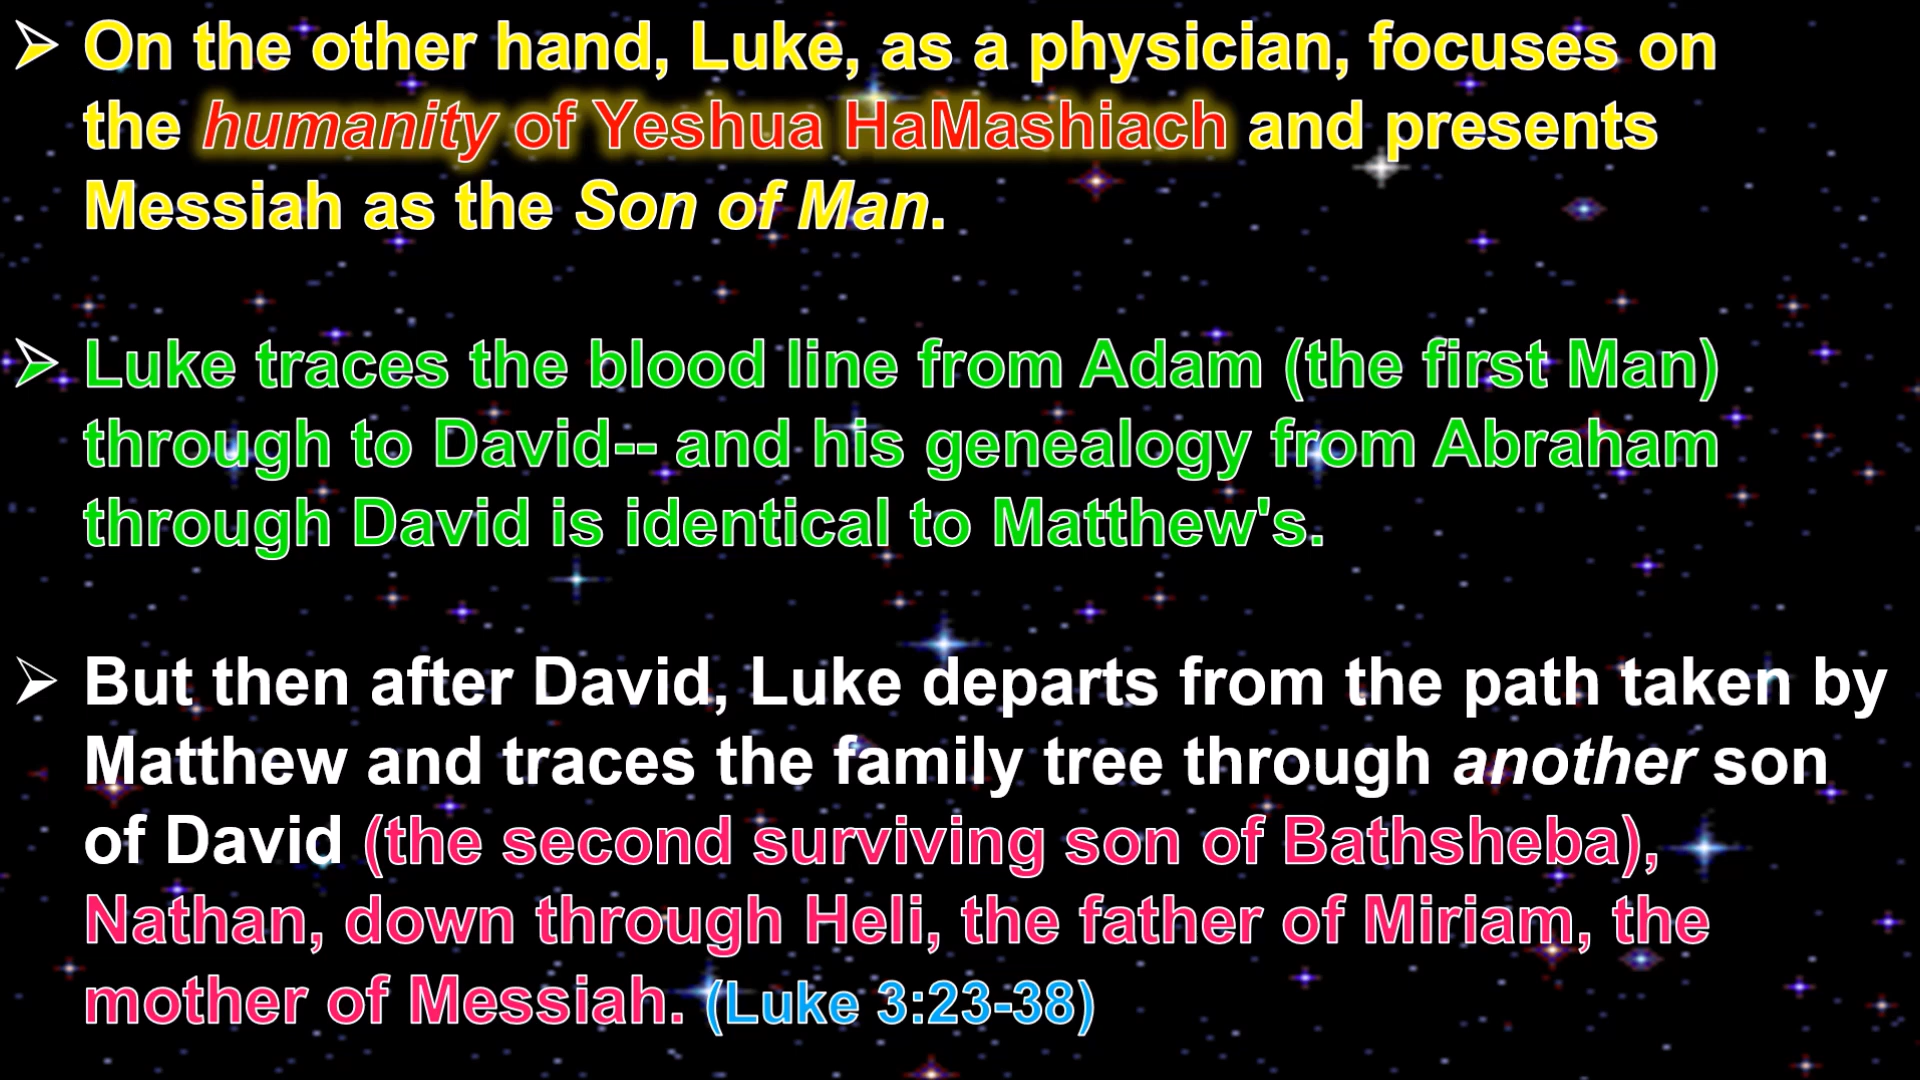 ➢ On the other hand, Luke, as a physician, focuses on
the humanity of Yeshua HaMashiach and presents
Messiah as the Son of Man.
➢ Luke traces the blood line from Adam (the first Man)
through to David-- and his genealogy from Abraham
through David is identical to Matthew's.
➢ But then after David, Luke departs from the path taken by
Matthew and traces the family tree through another son
of David (the second surviving son of Bathsheba),
Nathan, down through Heli, the father of Miriam, the
mother of Messiah. (Luke 3:23-38)